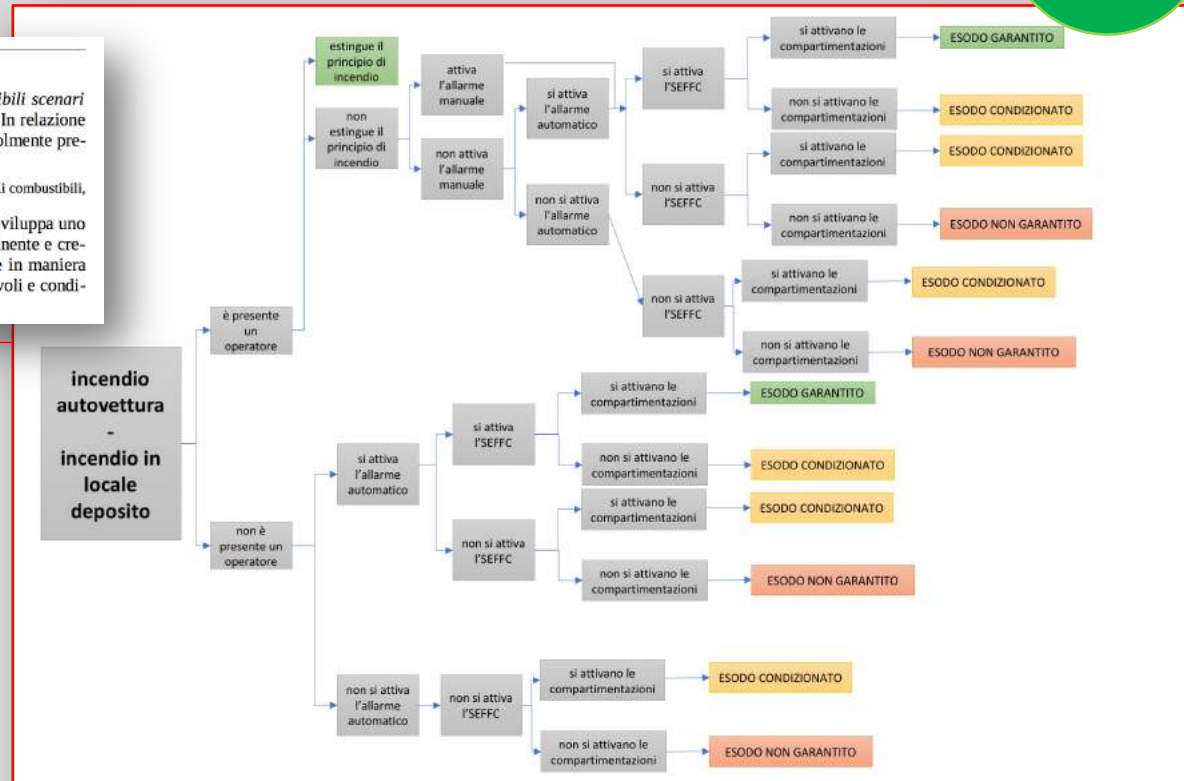 ibili scenari
In relazione
olmente pre-
li combustibili,
viluppa uno
nente e cre-
e in maniera
voli e condi-
incendio
autovettura
-
incendio in
locale
deposito
è presente
un
operatore
estingue il
principio di
incendio
non
estingue il
principio di
incendio
attiva
l'allarme
manuale
non attiva
l'allarme
manuale
si attiva
l'allarme
automatico
non si attiva
l'allarme
automatico
si attiva
l'SEFFC
si attivano le
compartimentazioni
ESODO GARANTITO
non si attivano le
compartimentazioni
ESODO CONDIZIONATO
non si attiva
l'SEFFC
si attivano le
compartimentazioni
ESODO CONDIZIONATO
non si attivano le
compartimentazioni
ESODO NON GARANTITO
non si attiva
l'SEFFC
si attivano le
compartimentazioni
ESODO CONDIZIONATO
non si attivano le
compartimentazioni
ESODO NON GARANTITO
non è
presente un
operatore
si attiva
l'allarme
automatico
si attiva
l'SEFFC
si attivano le
compartimentazioni
ESODO GARANTITO
non si attivano le
compartimentazioni
ESODO CONDIZIONATO
non si attiva
l'SEFFC
si attivano le
compartimentazioni
ESODO CONDIZIONATO
non si attivano le
compartimentazioni
ESODO NON GARANTITO
non si attiva
l'allarme
automatico
non si attiva
l'SEFFC
si attivano le
compartimentazioni
ESODO CONDIZIONATO
non si attivano le
compartimentazioni
ESODO NON GARANTITO